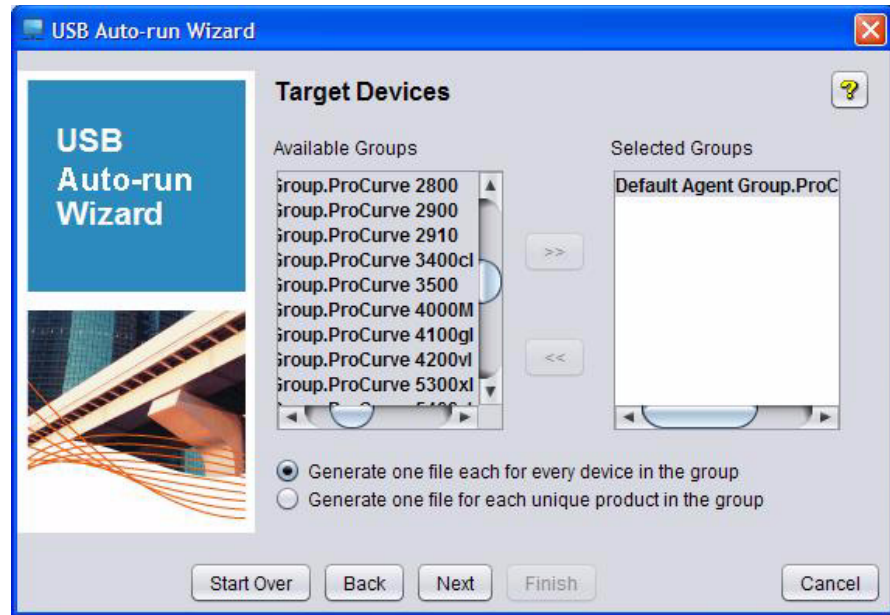 USB Auto-run Wizard
USB
Auto-run
Wizard
Target Devices
?
Available Groups
Group.ProCurve 2800
Group.ProCurve 2900
Group.ProCurve 2910
Group.ProCurve 3400cl
Group.ProCurve 3500
Group.ProCurve 4000M
Group.ProCurve 4100gl
Group.ProCurve 4200vl
Group.ProCurve 5300xl
>>
<<
Selected Groups
Default Agent Group.ProC
Generate one file each for every device in the group
Generate one file for each unique product in the group
Start Over
Back
Next
Finish
Cancel